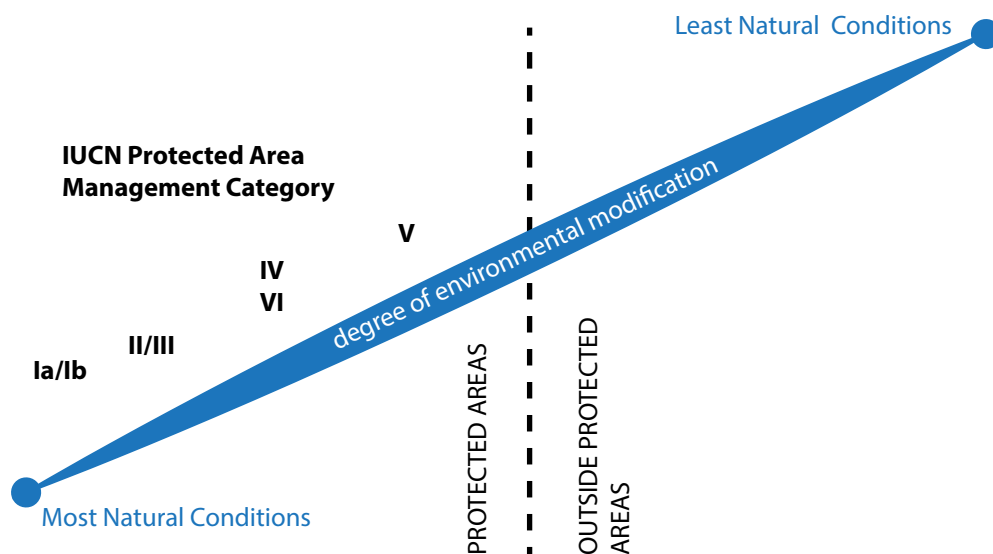 Least Natural Conditions
IUCN Protected Area
Management Category
degree of environmental modification
V
IV
VI
II/III
Ia/Ib
PROTECTED AREAS
OUTSIDE PROTECTED
AREAS
Most Natural Conditions